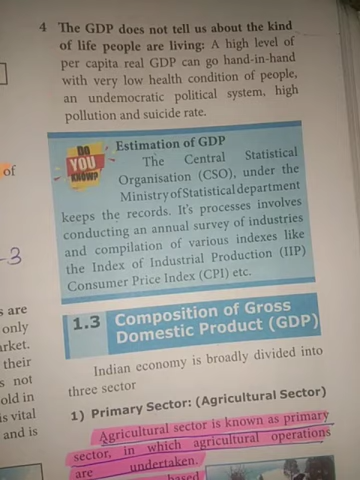 4 The GDP does not tell us about the kind
of life people are living: A high level of
per capita real GDP can go hand-in-hand
with very low health condition of people,
an undemocratic political system, high
pollution and suicide rate.
DO
YOU
KNOW?
Estimation of GDP
The Central Statistical
Organisation (CSO), under the
Ministry of Statistical department
keeps the records. It's processes involves
conducting an annual survey of industries
and compilation of various indexes like
the Index of Industrial Production (IIP)
Consumer Price Index (CPI) etc.
1.3 Composition of Gross
Domestic Product (GDP)
Indian economy is broadly divided into
three sector
1) Primary Sector: (Agricultural Sector)
Agricultural sector is known as primary
sector, in which agricultural operations
are undertaken.
based
of
-3
s are
only
arket.
their
s not
old in
is vital
and is